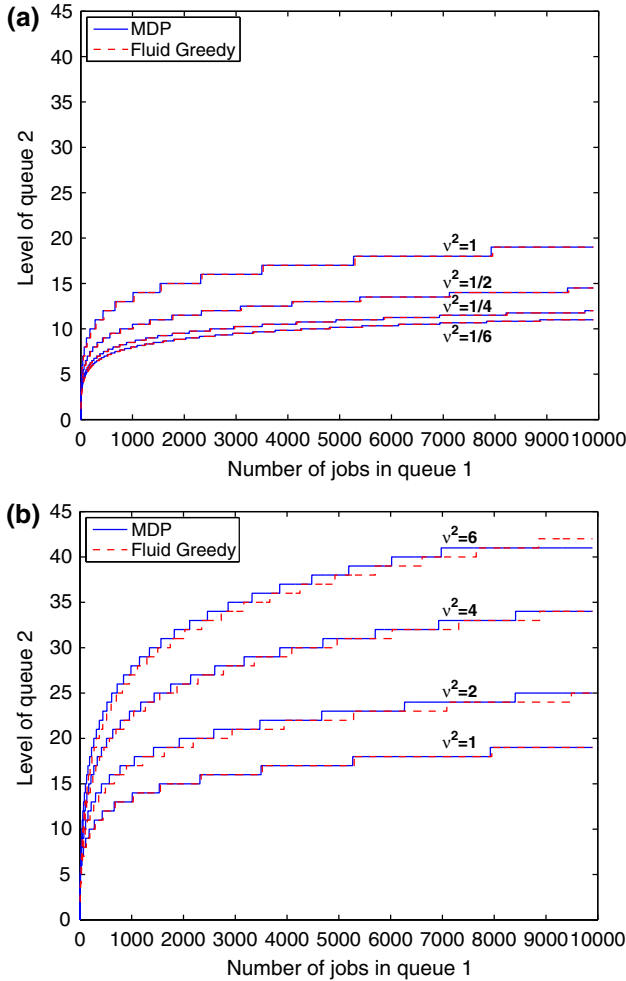 (a)
MDP
Fluid Greedy
Level of queue 2
45
40
35
30
25
20
15
10
5
0
ν²=1
ν²=1/2
ν²=1/4
ν²=1/6
0 1000 2000 3000 4000 5000 6000 7000 8000 9000 10000
Number of jobs in queue 1
(b)
MDP
Fluid Greedy
Level of queue 2
45
40
35
30
25
20
15
10
5
0
ν²=6
ν²=4
ν²=2
ν²=1
0 1000 2000 3000 4000 5000 6000 7000 8000 9000 10000
Number of jobs in queue 1